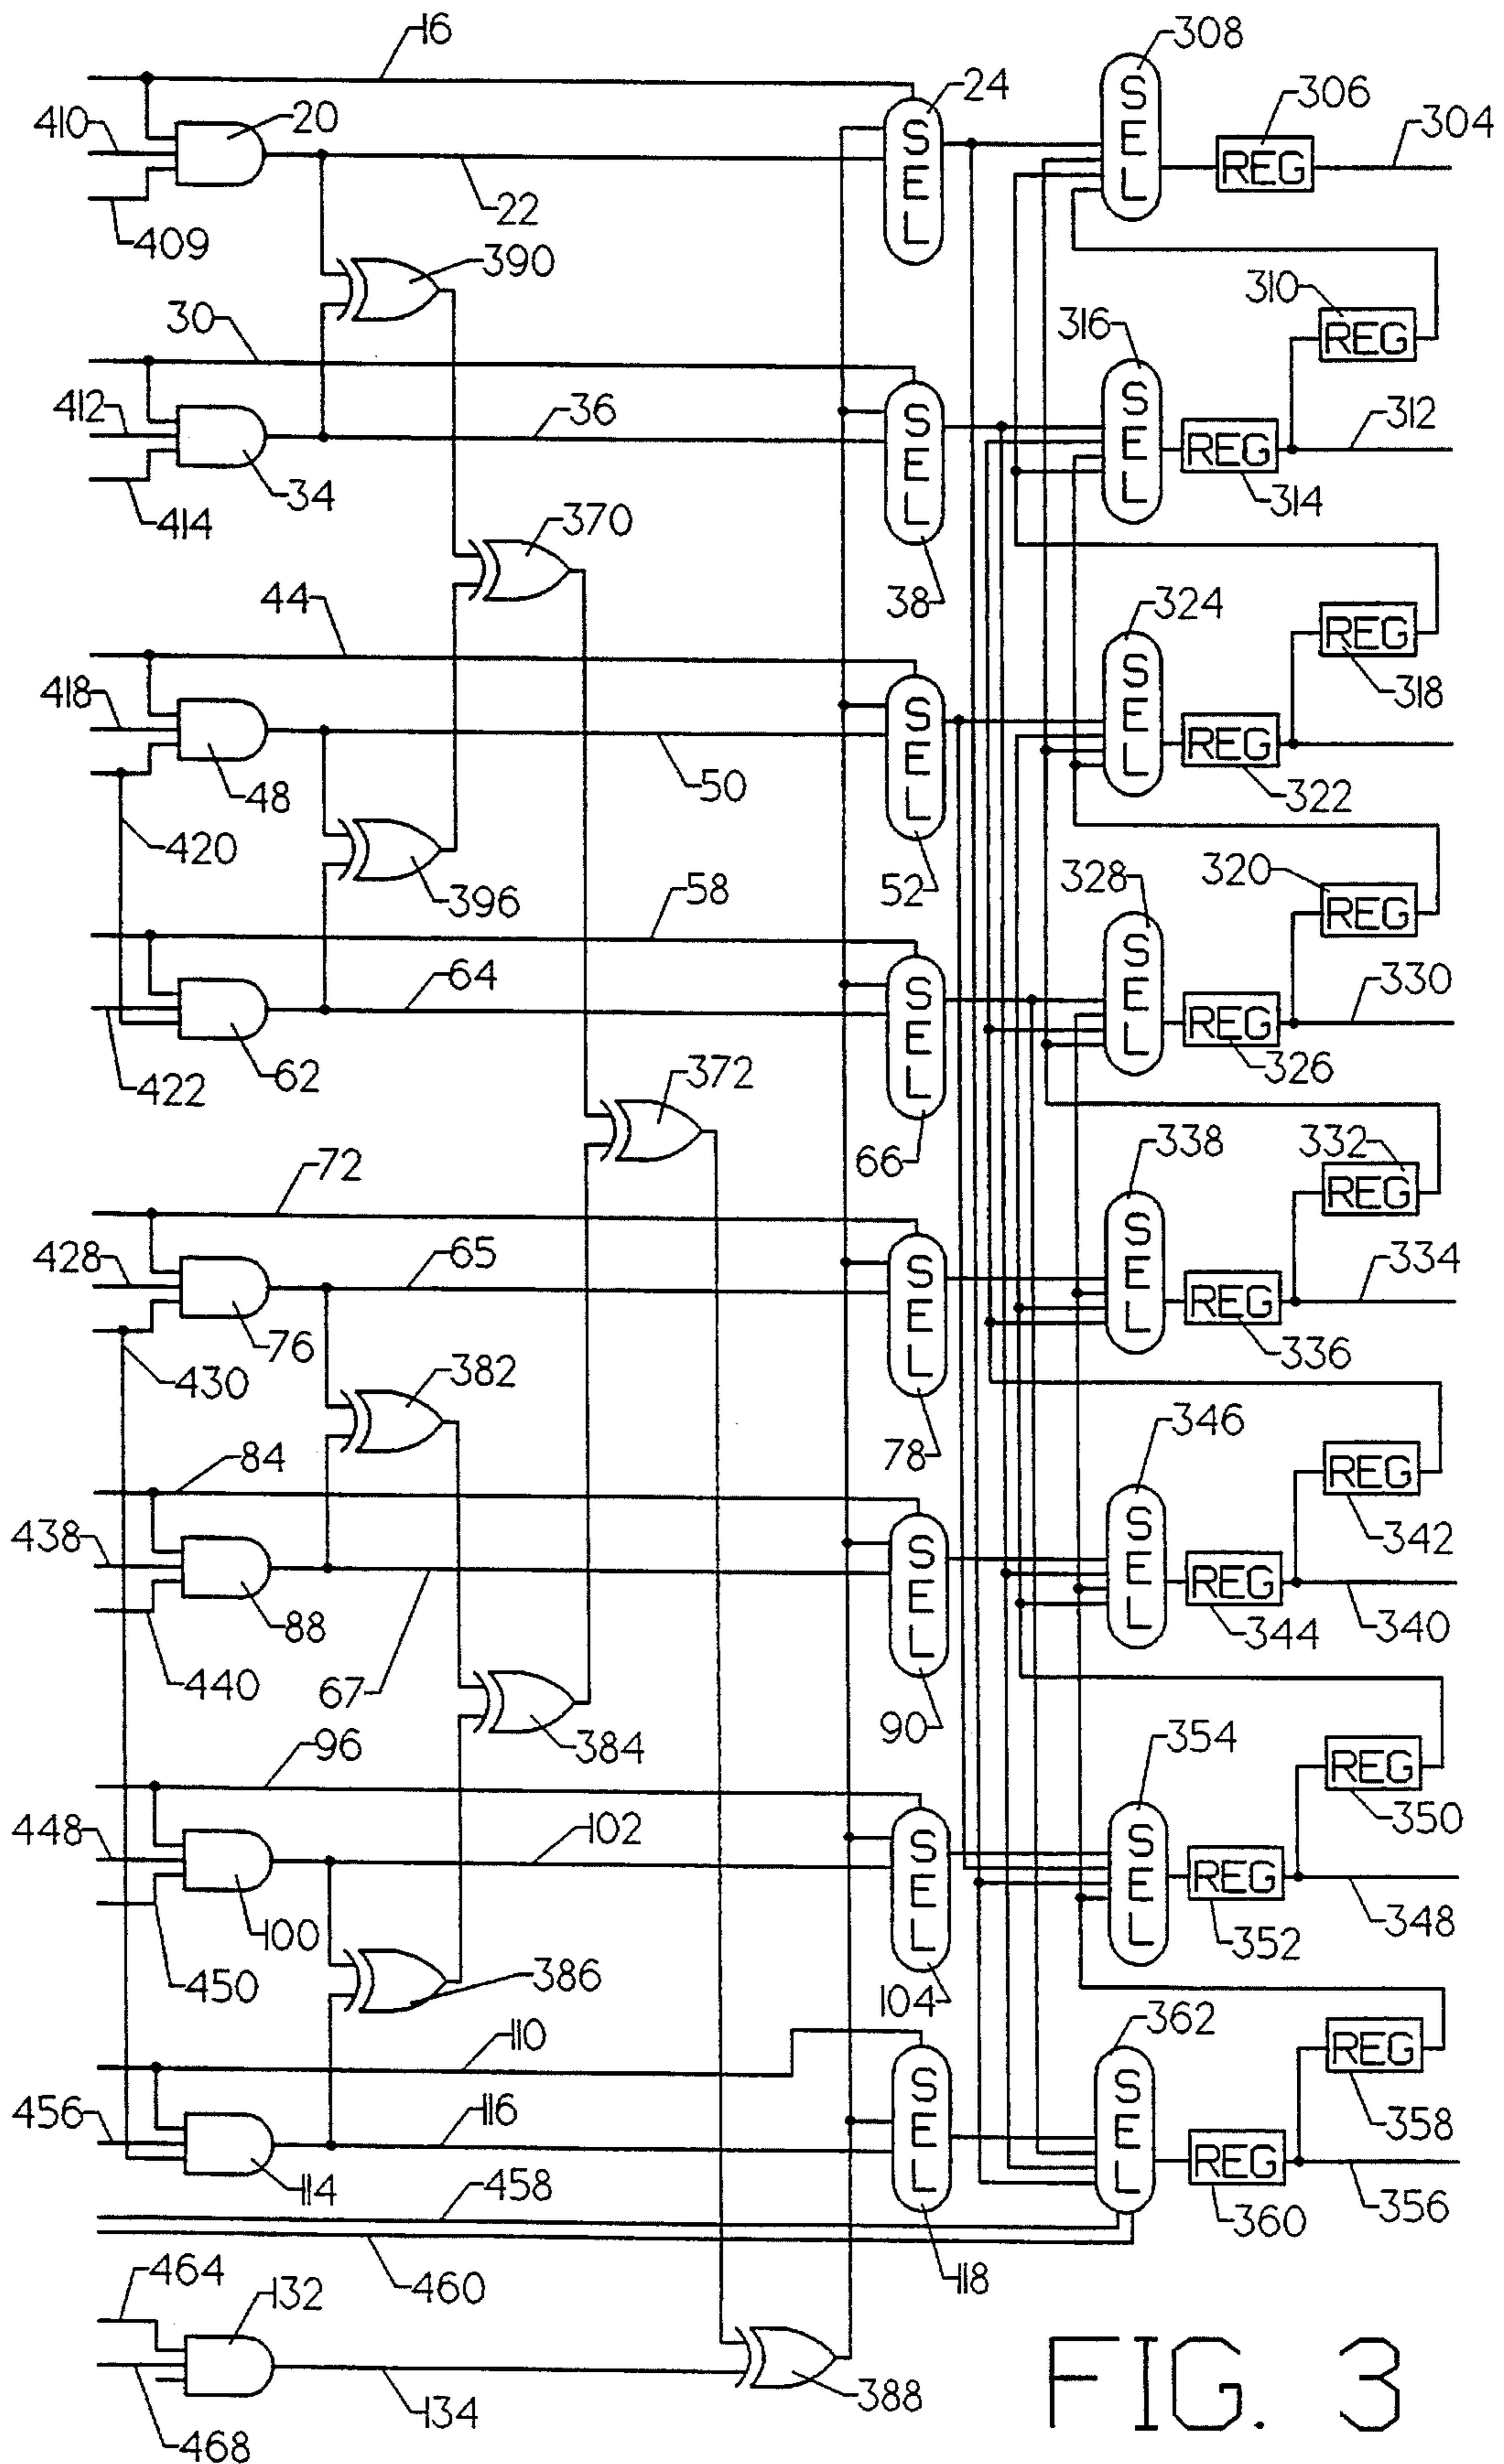 16
308
24
306
304
S
E
L
S
E
L
REG
410
20
22
409
390
310
REG
30
316
412
36
S
E
L
S
E
L
REG
312
34
314
414
370
38
44
324
REG
318
418
S
E
L
S
E
L
REG
48
50
322
420
396
52
58
328
320
REG
64
S
E
L
S
E
L
REG
330
62
326
422
372
66
72
338
332
REG
428
65
S
E
L
S
E
L
REG
334
76
336
430
382
78
84
346
REG
342
438
S
E
L
S
E
L
REG
88
344
340
440
67
384
90
96
354
REG
350
448
102
S
E
L
S
E
L
REG
100
352
348
450
386
104
110
362
REG
358
456
116
S
E
L
S
E
L
REG
114
458
360
356
460
118
464
132
134
388
468
FIG. 3